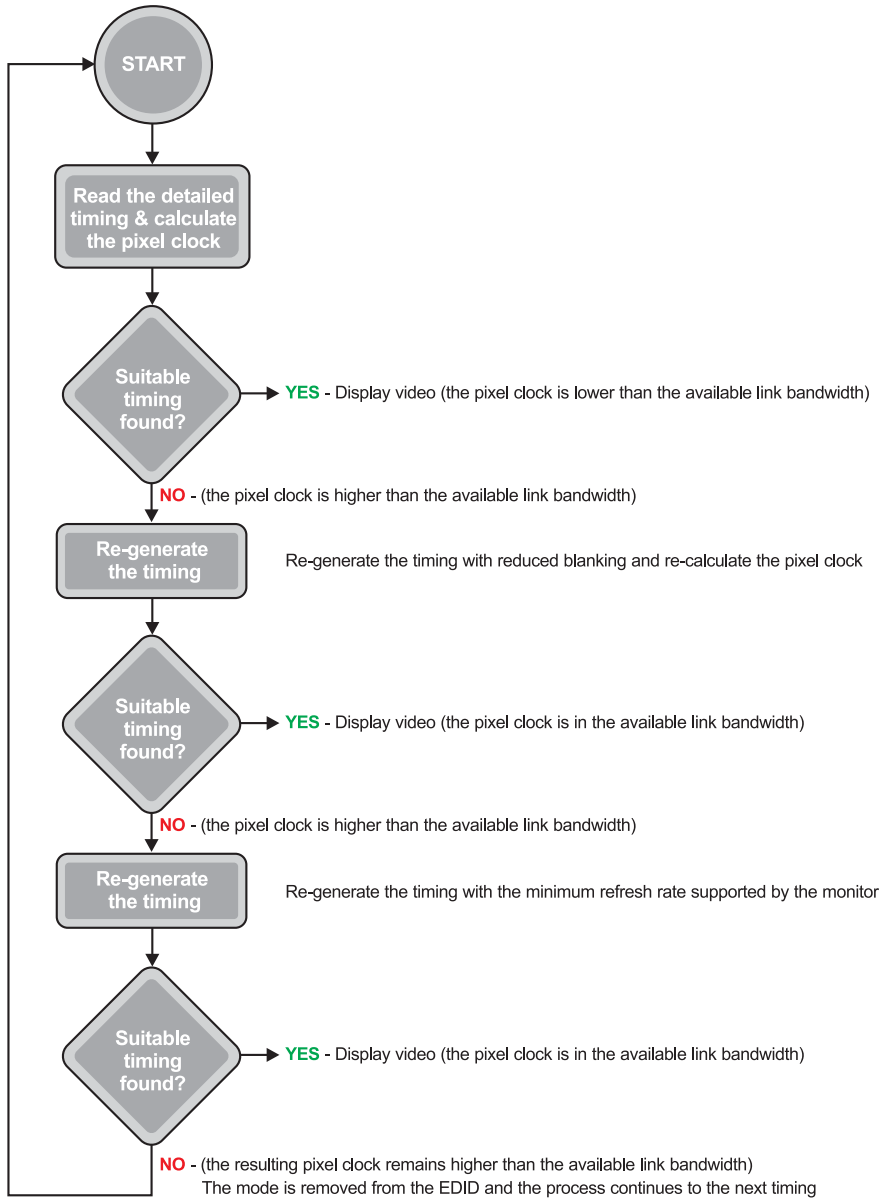 START
Read the detailed
timing & calculate
the pixel clock
Suitable
timing
found?
YES - Display video (the pixel clock is lower than the available link bandwidth)
NO - (the pixel clock is higher than the available link bandwidth)
Re-generate
the timing
Re-generate the timing with reduced blanking and re-calculate the pixel clock
Suitable
timing
found?
YES - Display video (the pixel clock is in the available link bandwidth)
NO - (the pixel clock is higher than the available link bandwidth)
Re-generate
the timing
Re-generate the timing with the minimum refresh rate supported by the monitor
Suitable
timing
found?
YES - Display video (the pixel clock is in the available link bandwidth)
NO - (the resulting pixel clock remains higher than the available link bandwidth)
The mode is removed from the EDID and the process continues to the next timing